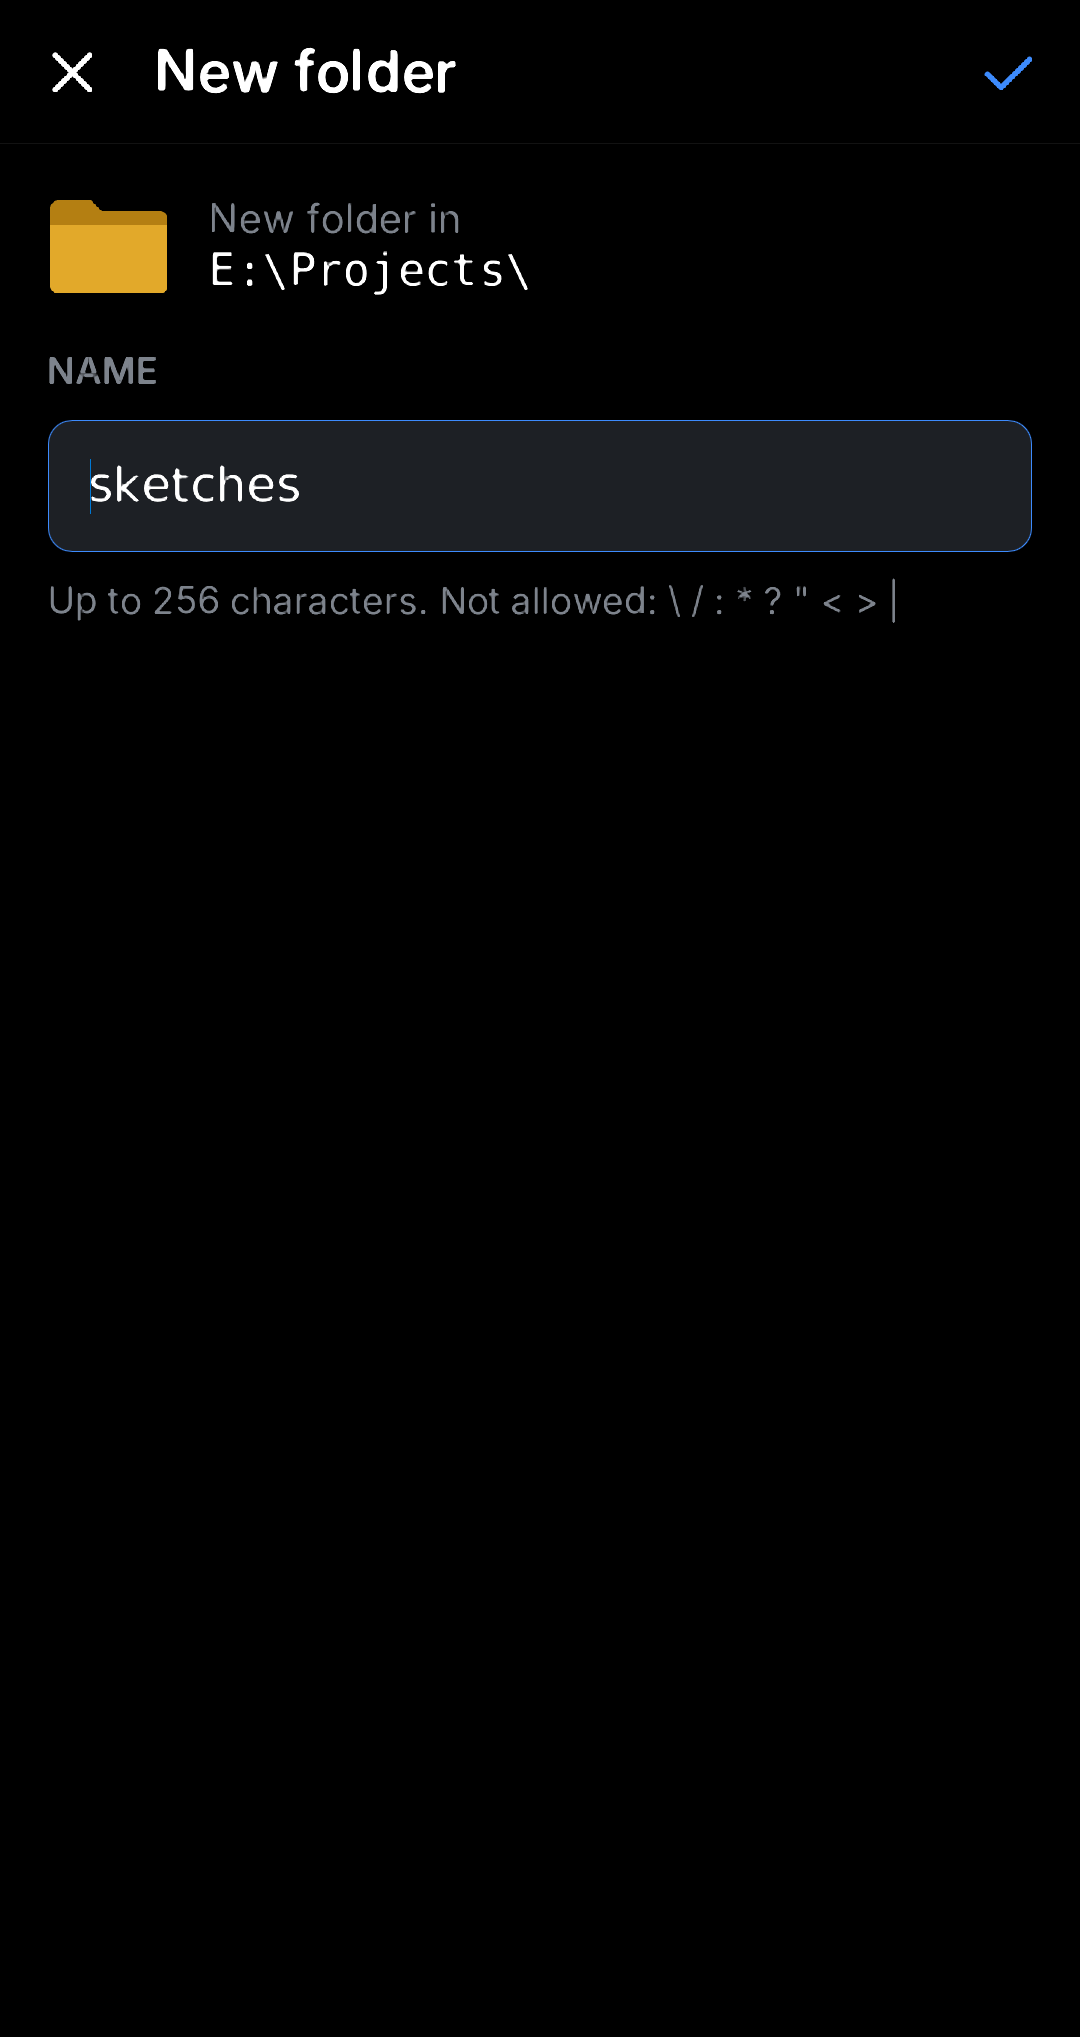 New folder
New folder in
E:\Projects\
NAME
sketches
Up to 256 characters. Not allowed: \ / : * ? " < > |